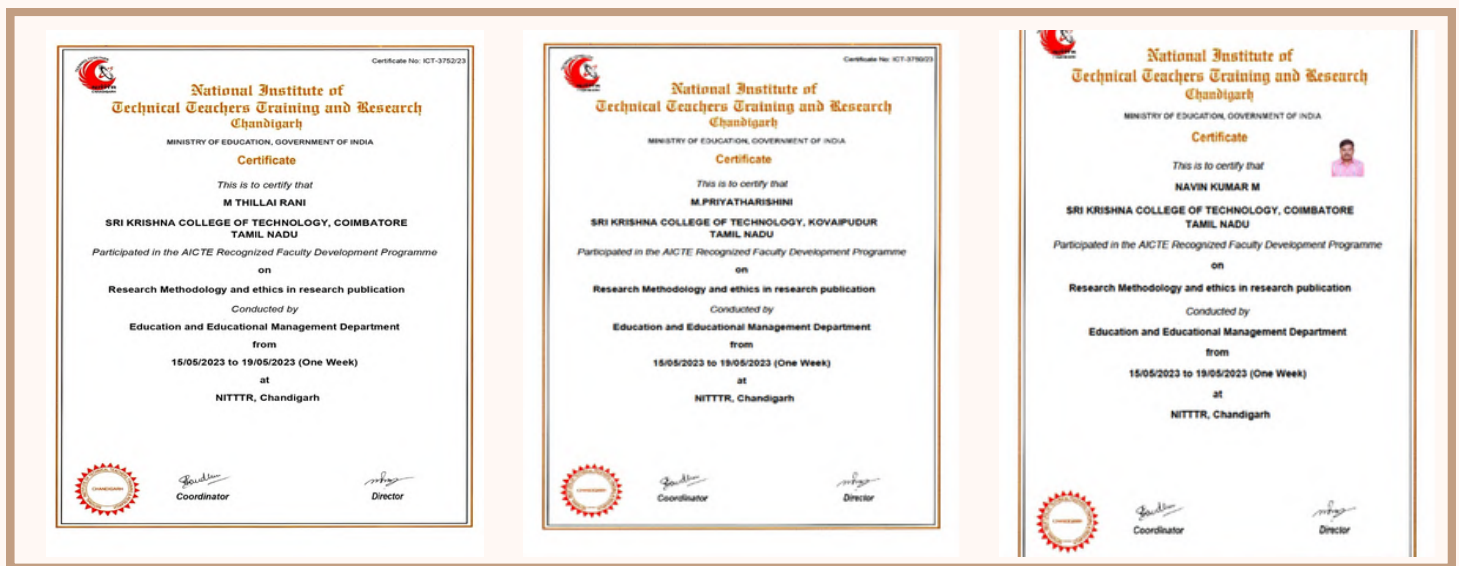 Certificate No: ICT-3752/23
National Institute of
Technical Teachers Training and Research
Chandigarh
MINISTRY OF EDUCATION, GOVERNMENT OF INDIA
Certificate
This is to certify that
M THILLAI RANI
SRI KRISHNA COLLEGE OF TECHNOLOGY, COIMBATORE
TAMIL NADU
Participated in the AICTE Recognized Faculty Development Programme
on
Research Methodology and ethics in research publication
Conducted by
Education and Educational Management Department
from
15/05/2023 to 19/05/2023 (One Week)
at
NITTTR, Chandigarh
CHANDIGARH
Coordinator
Director
Certificate No:
National Institute of
Technical Teachers Training and Research
Chandigarh
MINISTRY OF EDUCATION, GOVERNMENT OF INDIA
Certificate
This is to certify that
M.PRIYATHARISHINI
SRI KRISHNA COLLEGE OF TECHNOLOGY, KOVAIPUDUR
TAMIL NADU
Participated in the AICTE Recognized Faculty Development Programme
on
Research Methodology and ethics in research publication
Conducted by
Education and Educational Management Department
from
15/05/2023 to 19/05/2023 (One Week)
at
NITTTR, Chandigarh
CHANDIGARH
Coordinator
Director
National Institute of
Technical Teachers Training and Research
Chandigarh
MINISTRY OF EDUCATION, GOVERNMENT OF INDIA
Certificate
This is to certify that
NAVIN KUMAR M
SRI KRISHNA COLLEGE OF TECHNOLOGY, COIMBATORE
TAMIL NADU
Participated in the AICTE Recognized Faculty Development Programme
on
Research Methodology and ethics in research publication
Conducted by
Education and Educational Management Department
from
15/05/2023 to 19/05/2023 (One Week)
at
NITTTR, Chandigarh
CHANDIGARH
Coordinator
Director